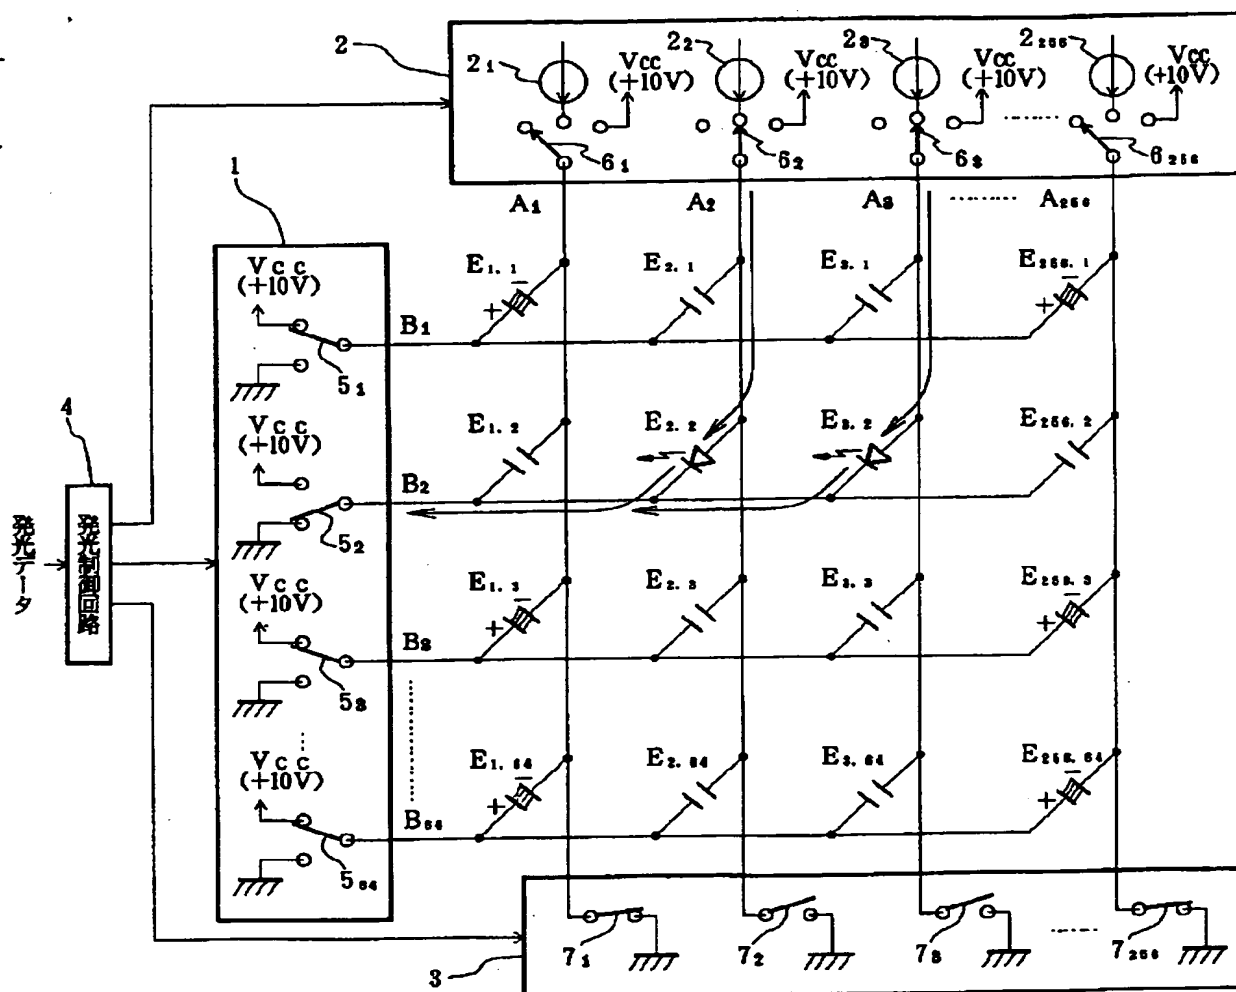 2
2₁
VCC
(+10V)
2₂
VCC
(+10V)
2₃
VCC
(+10V)
2₂₅₆
VCC
(+10V)
6₁
6₂
6₃
6₂₅₆
1
A₁
A₂
A₃
A₂₅₆
VCC
(+10V)
E₁.₁
E₂.₁
E₃.₁
E₂₅₆.₁
+ −
+ −
B₁
5₁
4
VCC
(+10V)
E₁.₂
E₂.₂
E₃.₂
E₂₅₆.₂
B₂
5₂
発光データ
発光制御回路
VCC
(+10V)
E₁.₃
E₂.₃
E₃.₃
E₂₅₆.₃
+ −
+ −
B₃
5₃
VCC
(+10V)
E₁.₆₄
E₂.₆₄
E₃.₆₄
E₂₅₆.₆₄
+ −
+ −
B₆₄
5₆₄
7₁
7₂
7₃
7₂₅₆
3